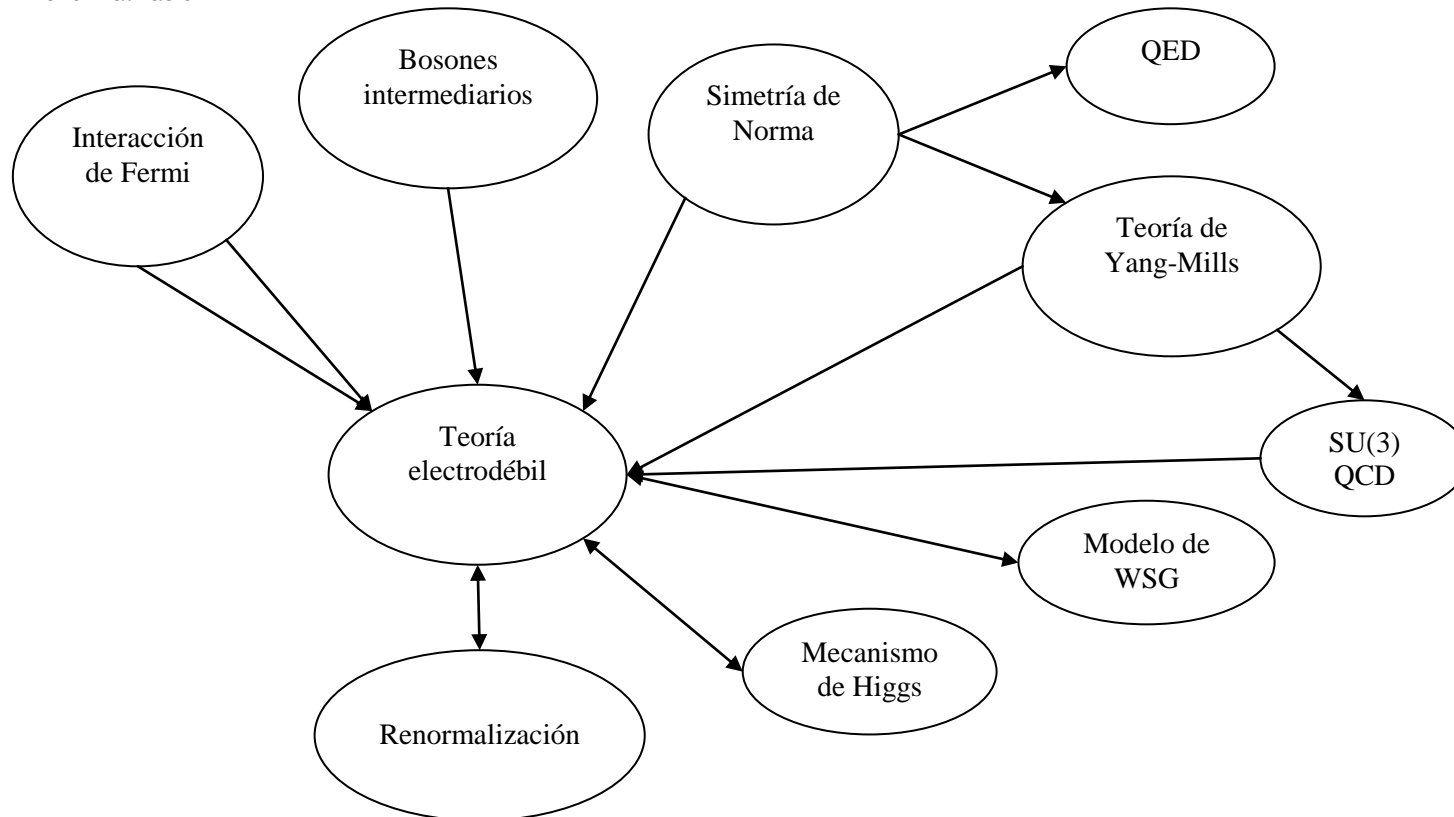 Bosones
intermediarios
QED
Simetría de
Norma
Interacción
de Fermi
Teoría de
Yang-Mills
Teoría
electrodébil
SU(3)
QCD
Modelo de
WSG
Mecanismo
de Higgs
Renormalización